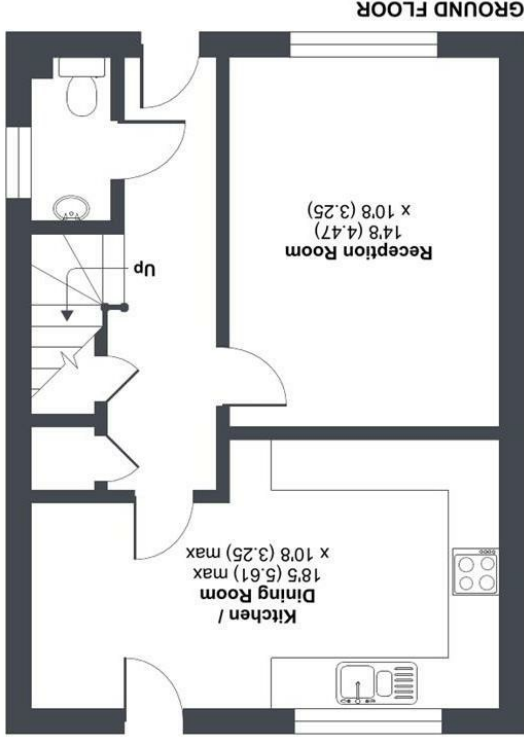 Kitchen /
Dining Room
18'5 (5.61) max
x 10'8 (3.25) max
Reception Room
14'8 (4.47)
x 10'8 (3.25)
Up
GROUND FLOOR